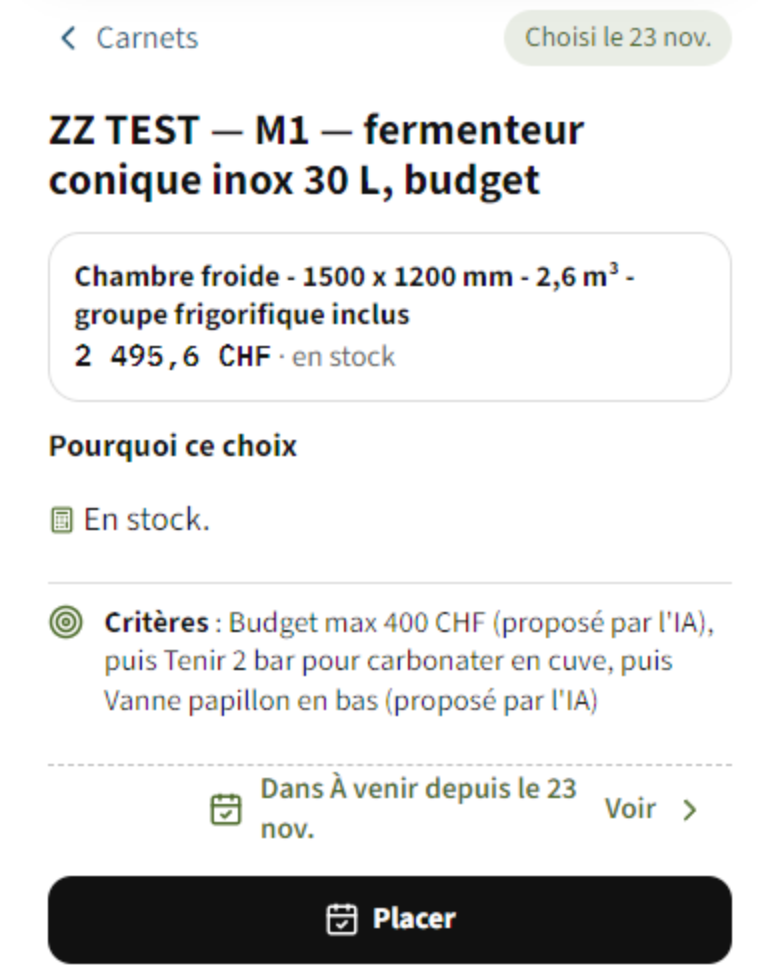 Carnets
Choisi le 23 nov.
ZZ TEST — M1 — fermenteur
conique inox 30 L, budget
Chambre froide - 1500 x 1200 mm - 2,6 m³ -
groupe frigorifique inclus
2 495,6 CHF · en stock
Pourquoi ce choix
En stock.
Critères : Budget max 400 CHF (proposé par l'IA),
puis Tenir 2 bar pour carbonater en cuve, puis
Vanne papillon en bas (proposé par l'IA)
Dans À venir depuis le 23
nov.
Voir
Placer